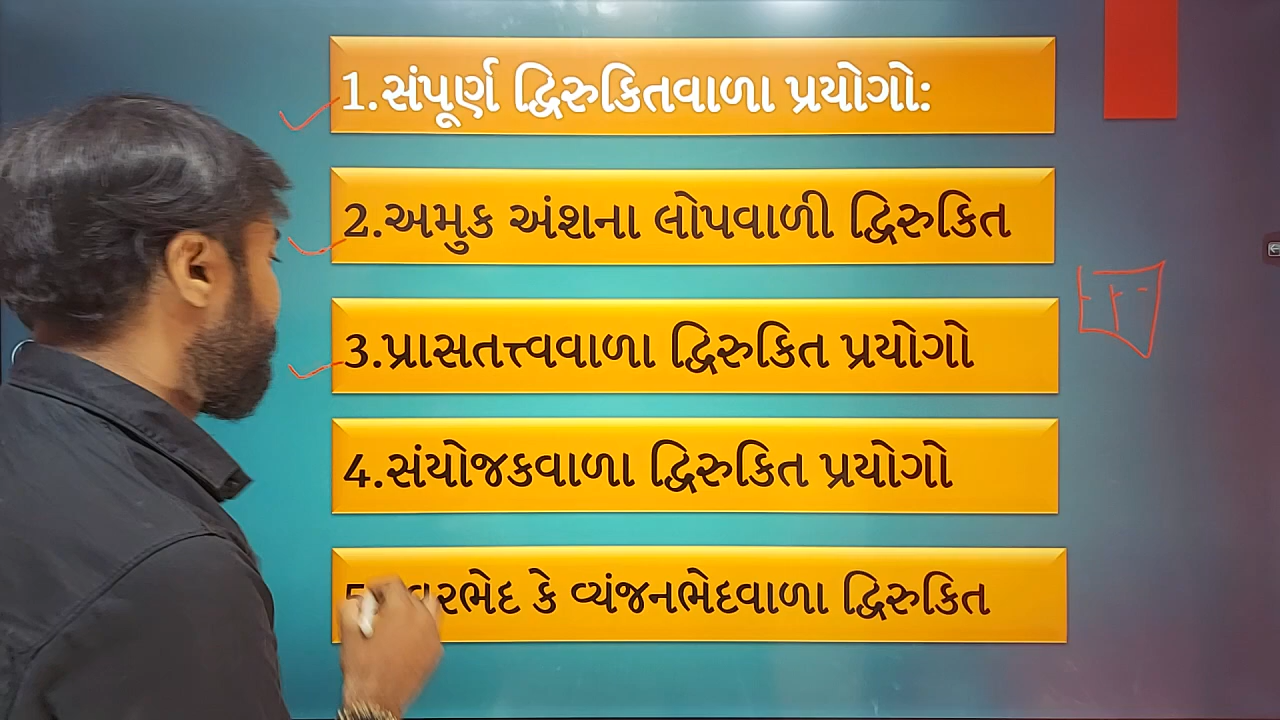 1.સંપૂર્ણ દ્વિરુકિતવાળા પ્રયોગો:
2.અમુક અંશના લોપવાળી દ્વિરુકિત
3.પ્રાસતત્ત્વવાળા દ્વિરુકિત પ્રયોગો
4.સંયોજકવાળા દ્વિરુકિત પ્રયોગો
કે વ્યંજનભેદવાળા દ્વિરુકિત